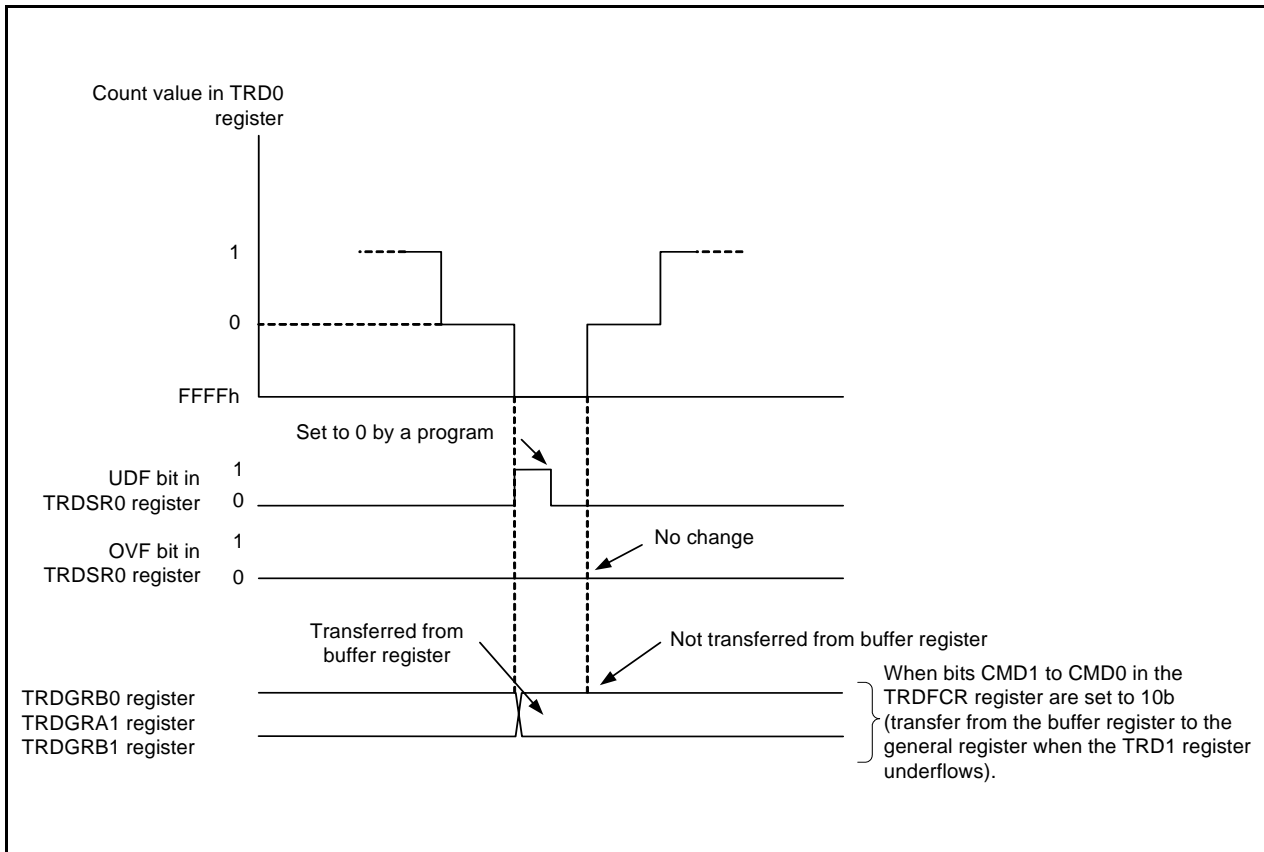 Count value in TRD0
register
1
0
FFFFh
Set to 0 by a program
UDF bit in
TRDSR0 register
1
0
OVF bit in
TRDSR0 register
1
0
No change
Transferred from
buffer register
Not transferred from buffer register
TRDGRB0 register
TRDGRA1 register
TRDGRB1 register
When bits CMD1 to CMD0 in the
TRDFCR register are set to 10b
(transfer from the buffer register to the
general register when the TRD1 register
underflows).